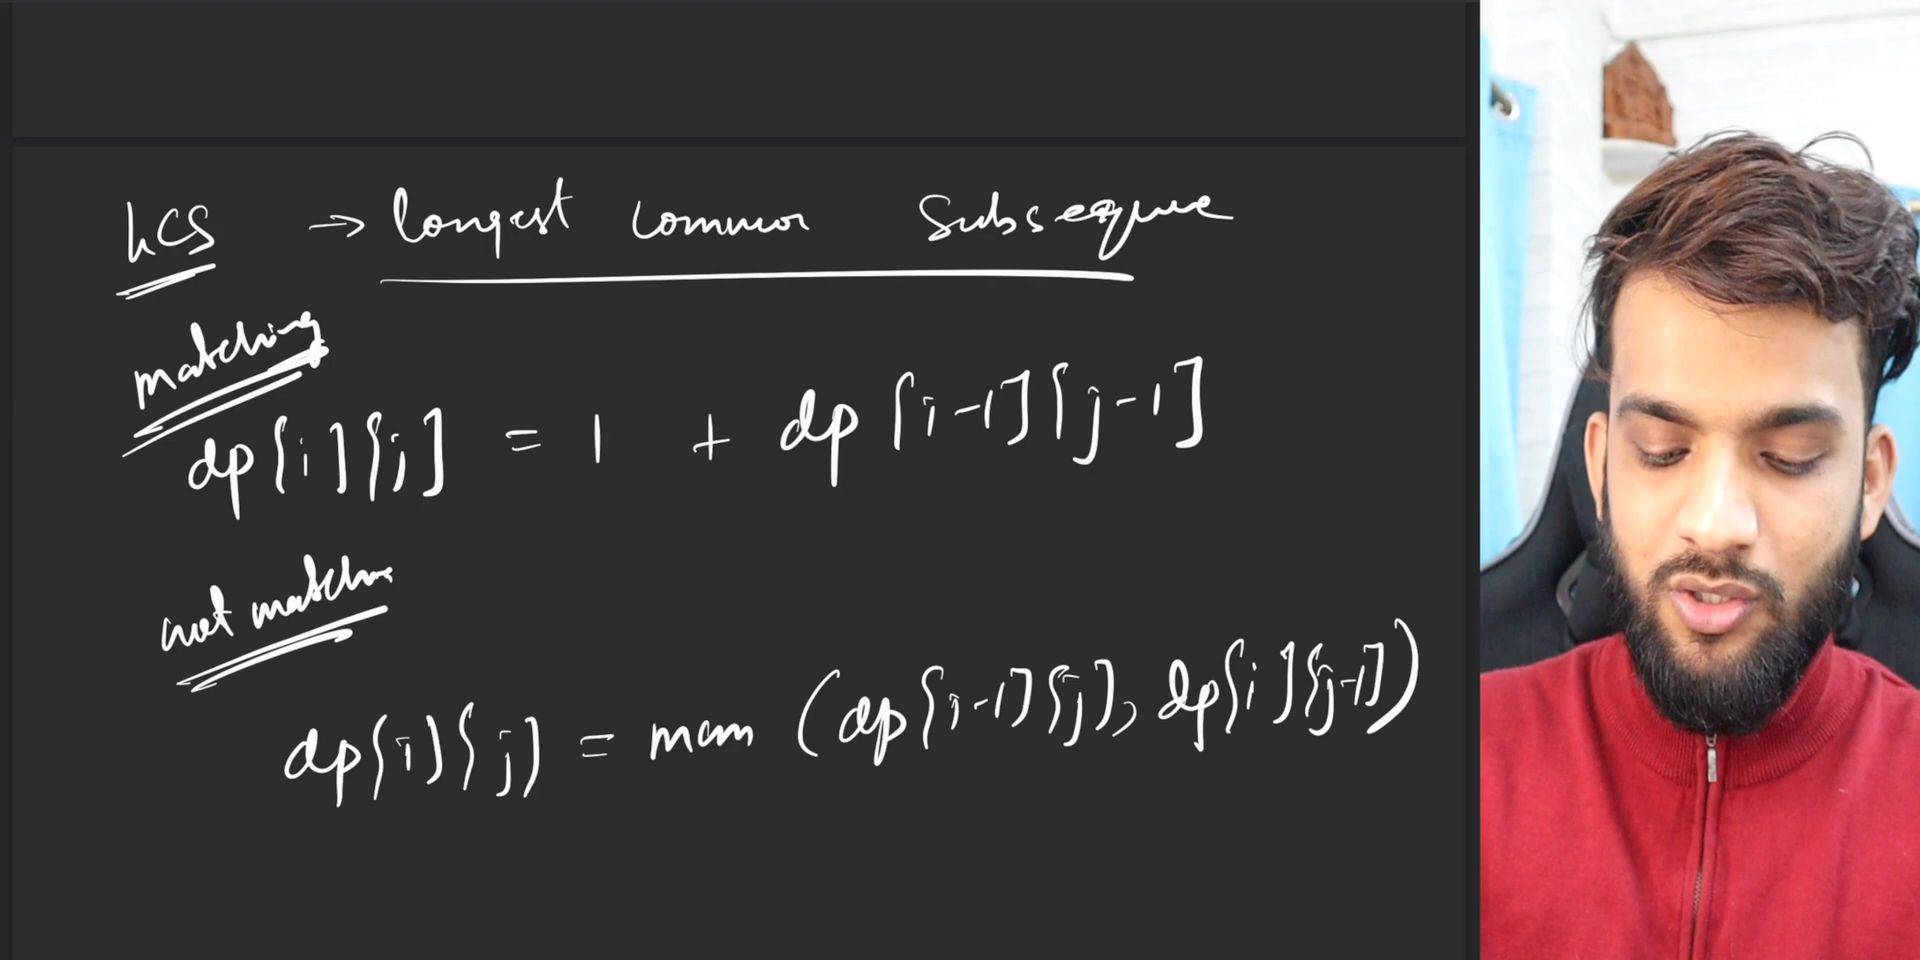 LCS → longest common Subsequence
matching
dp[i][j] = 1 + dp[i-1][j-1]
not matching
dp[i][j] = max (dp[i-1][j], dp[i][j-1])